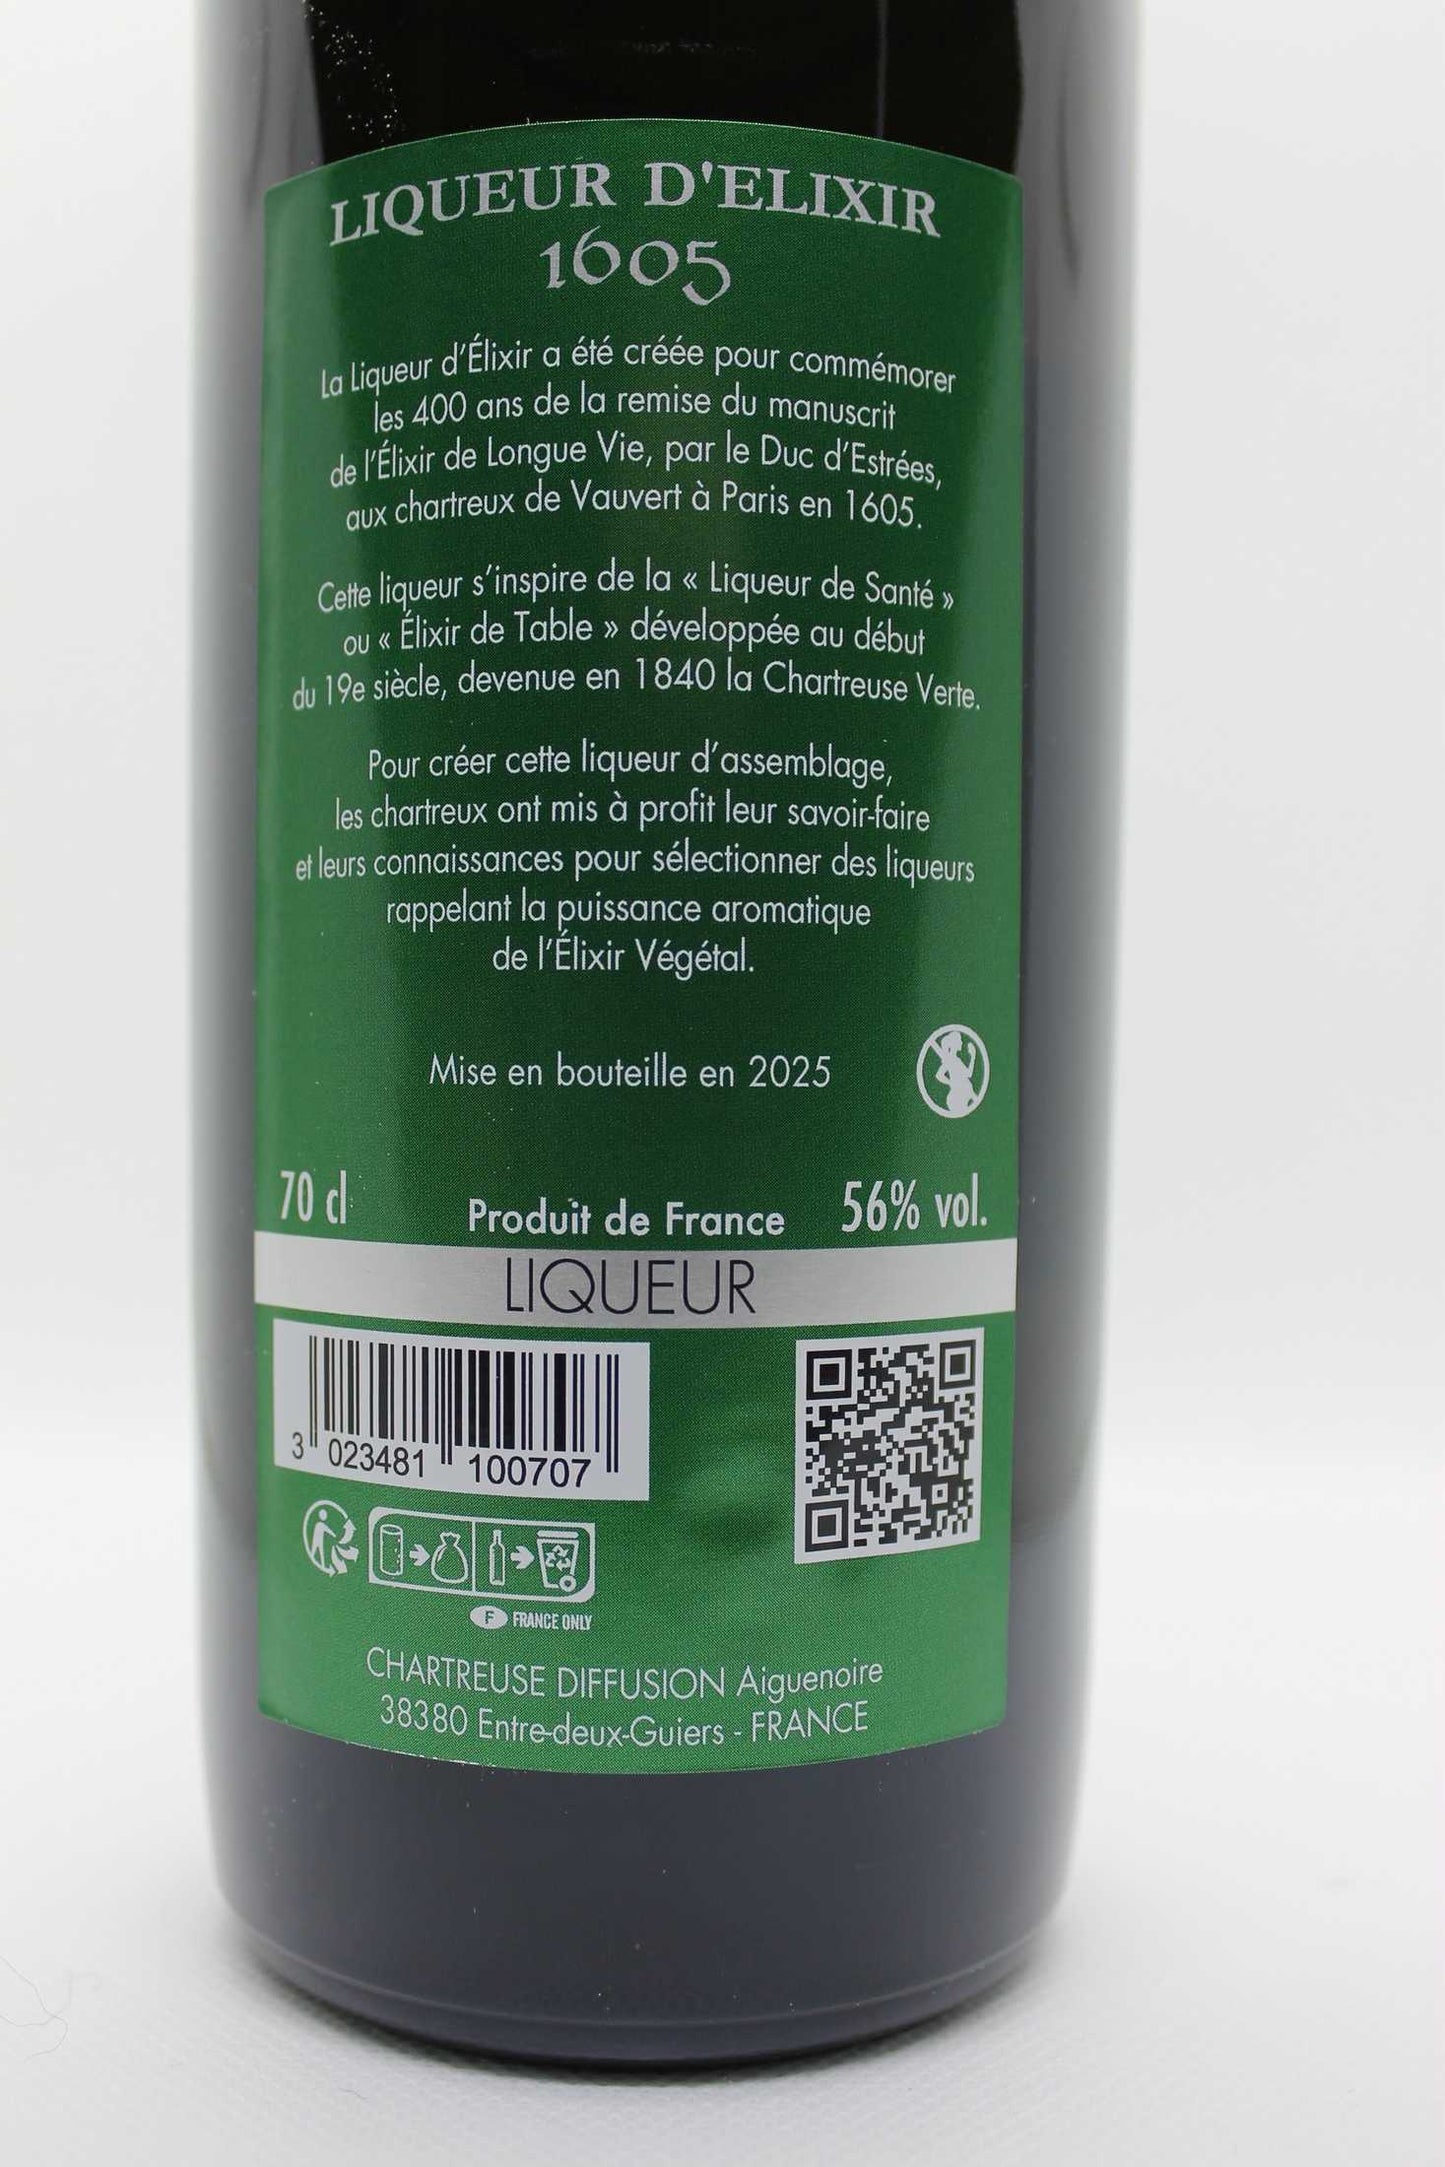 LIQUEUR D'ELIXIR
1605
La Liqueur d'Élixir a été créée pour commémorer
les 400 ans de la remise du manuscrit
de l'Élixir de Longue Vie, par le Duc d'Estrées,
aux chartreux de Vauvert à Paris en 1605.
Cette liqueur s'inspire de la « Liqueur de Santé »
ou « Élixir de Table » développée au début
du 19e siècle, devenue en 1840 la Chartreuse Verte.
Pour créer cette liqueur d'assemblage,
les chartreux ont mis à profit leur savoir-faire
et leurs connaissances pour sélectionner des liqueurs
rappelant la puissance aromatique
de l'Élixir Végétal.
Mise en bouteille en 2025
70 cl Produit de France 56% vol.
LIQUEUR
3 023481 100707
F FRANCE ONLY
CHARTREUSE DIFFUSION Aiguenoire
38380 Entre-deux-Guiers - FRANCE